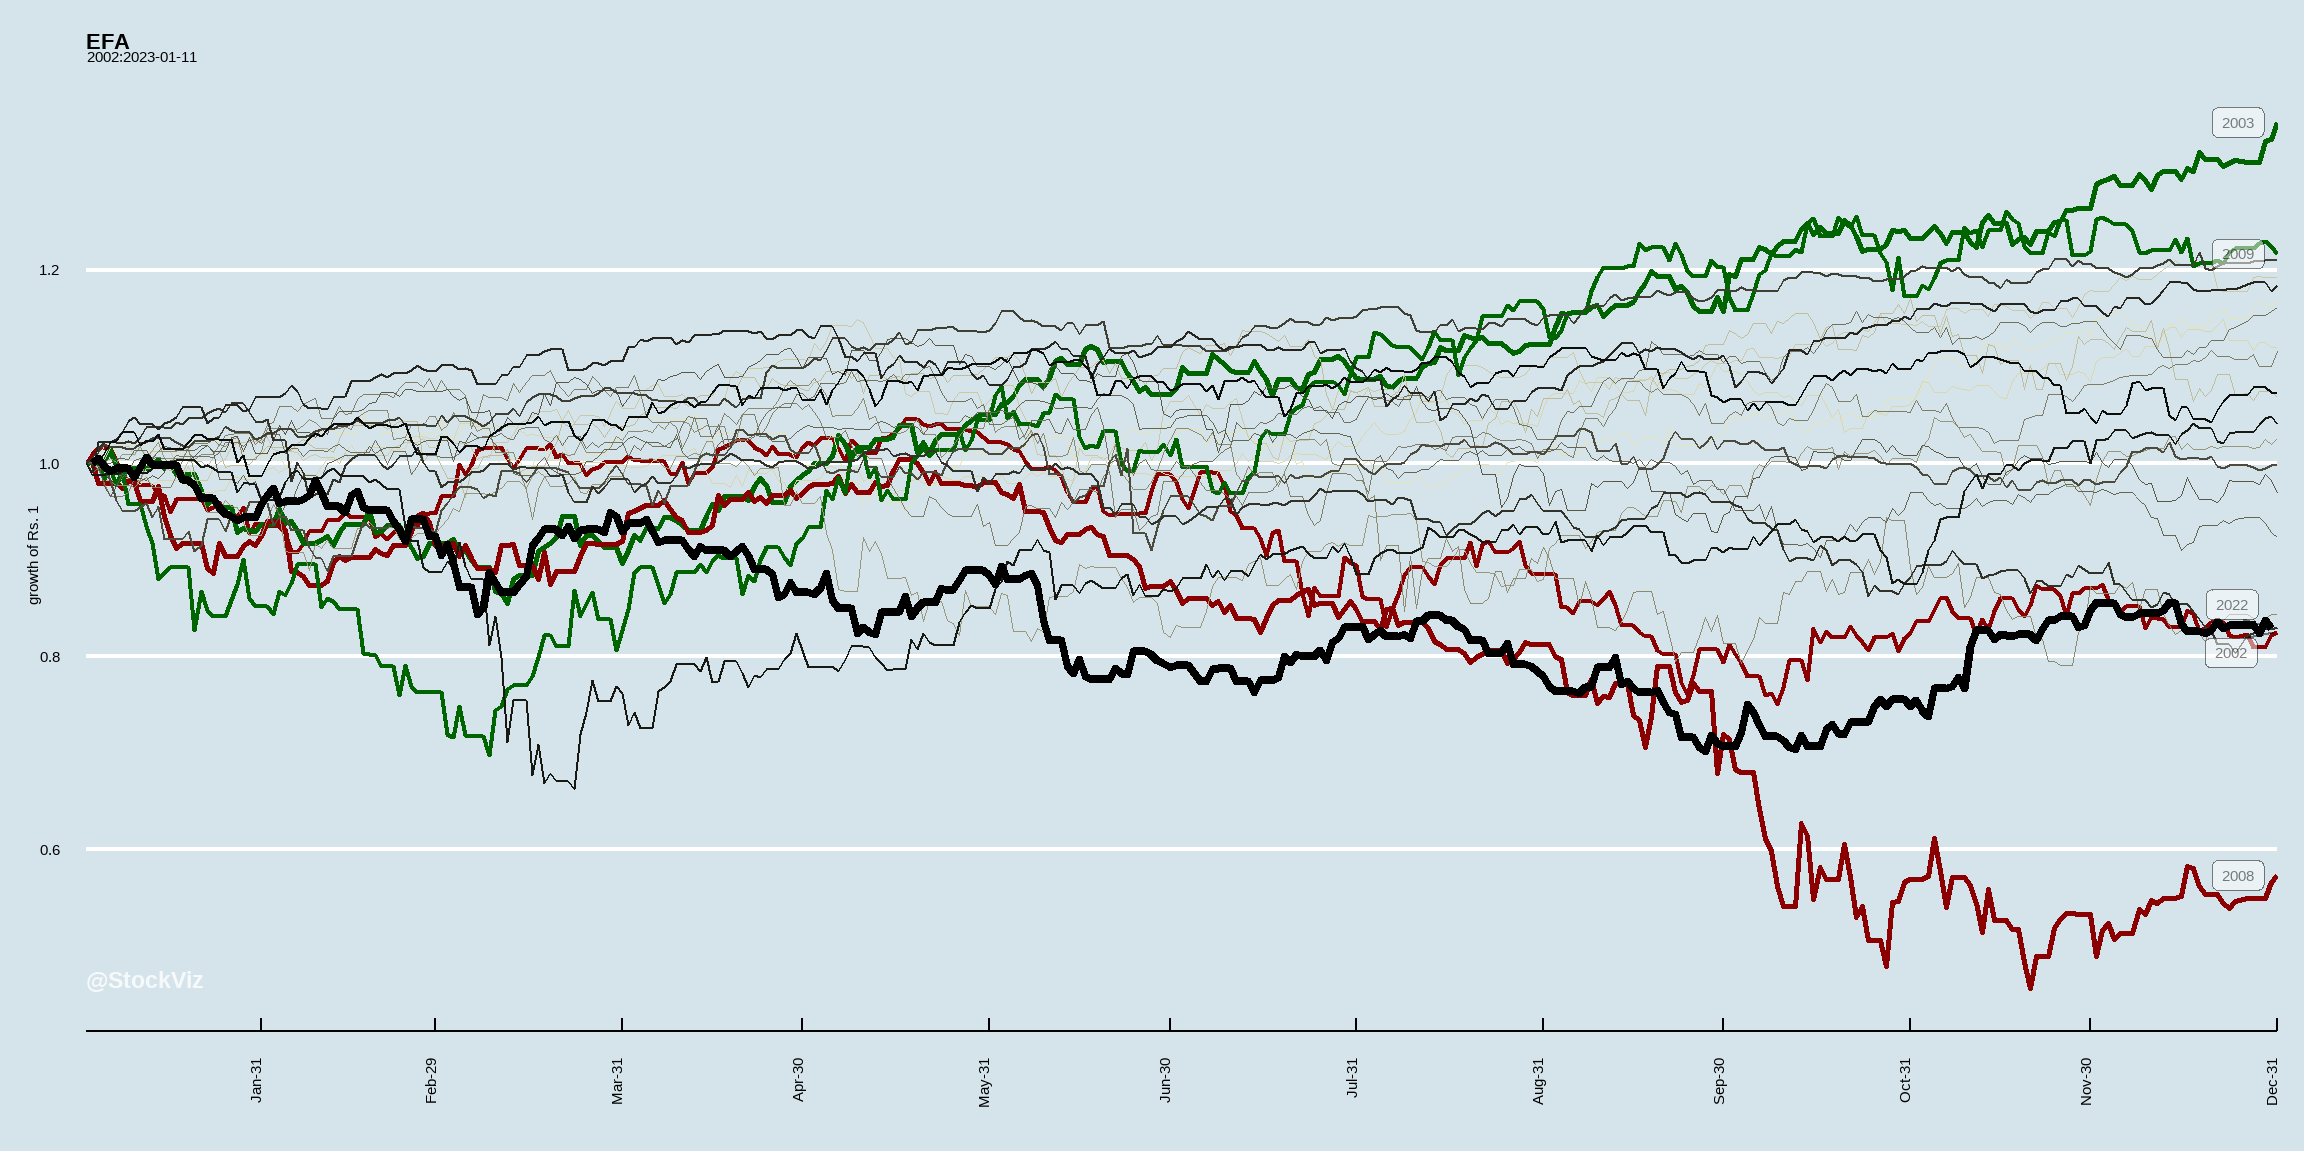 EFA
2002:2023-01-11
2003
2009
1.2
1.0
growth of Rs. 1
0.8
2022
2002
0.6
2008
@StockViz
Jan-31
Feb-29
Mar-31
Apr-30
May-31
Jun-30
Jul-31
Aug-31
Sep-30
Oct-31
Nov-30
Dec-31